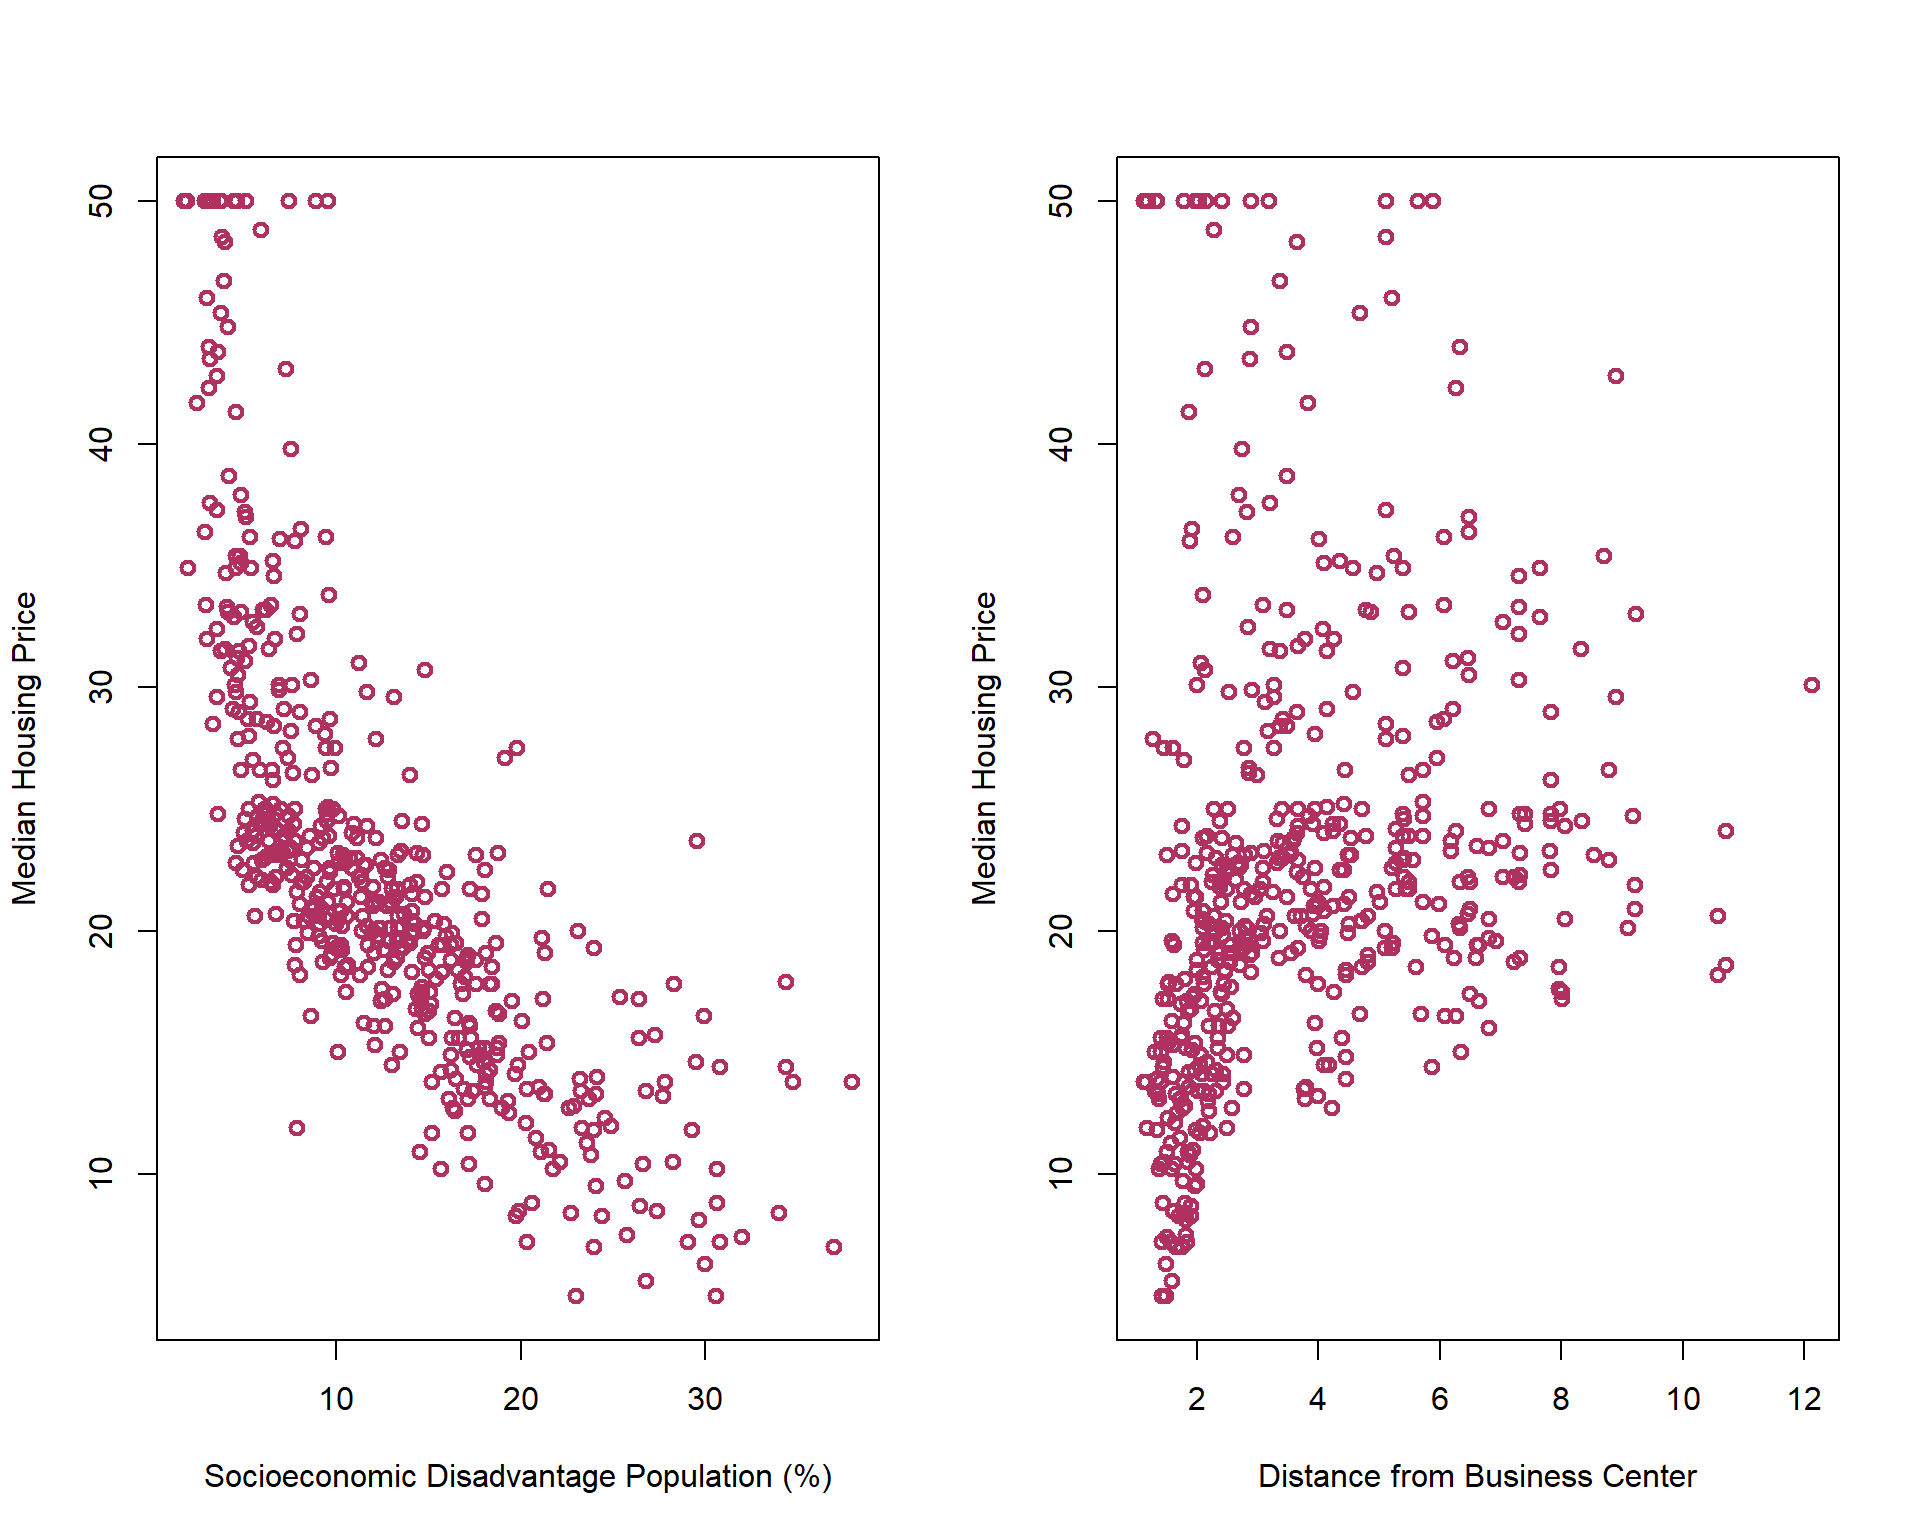 50
40
30
20
10
Median Housing Price
10 20 30
Socioeconomic Disadvantage Population (%)
50
40
30
20
10
Median Housing Price
2 4 6 8 10 12
Distance from Business Center